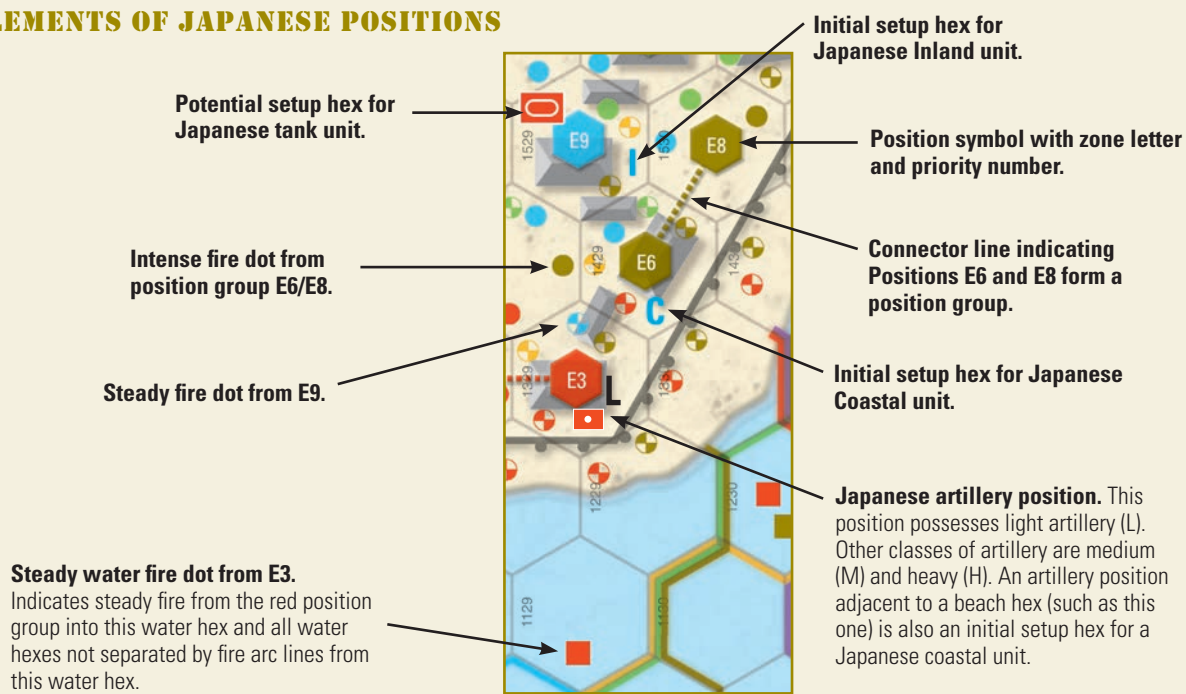 LEMENTS OF JAPANESE POSITIONS
Initial setup hex for
Japanese Inland unit.
Potential setup hex for
Japanese tank unit.
Position symbol with zone letter
and priority number.
Intense fire dot from
position group E6/E8.
Connector line indicating
Positions E6 and E8 form a
position group.
Steady fire dot from E9.
Initial setup hex for Japanese
Coastal unit.
Japanese artillery position. This
position possesses light artillery (L).
Other classes of artillery are medium
(M) and heavy (H). An artillery position
adjacent to a beach hex (such as this
one) is also an initial setup hex for a
Japanese coastal unit.
Steady water fire dot from E3.
Indicates steady fire from the red position
group into this water hex and all water
hexes not separated by fire arc lines from
this water hex.
1529
E9
I
E8
1429
E6
C
E3
L
1229
1230
1129
1130